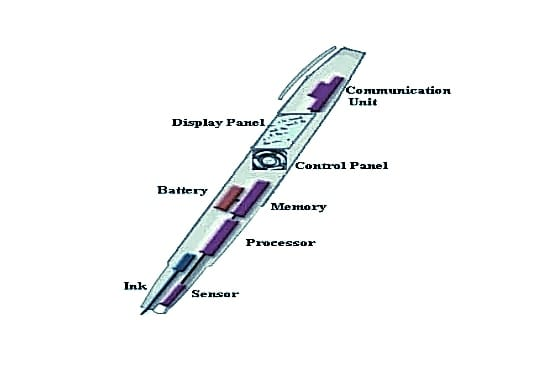 Communication
Unit
Display Panel
Control Panel
Battery
Memory
Processor
Ink
Sensor